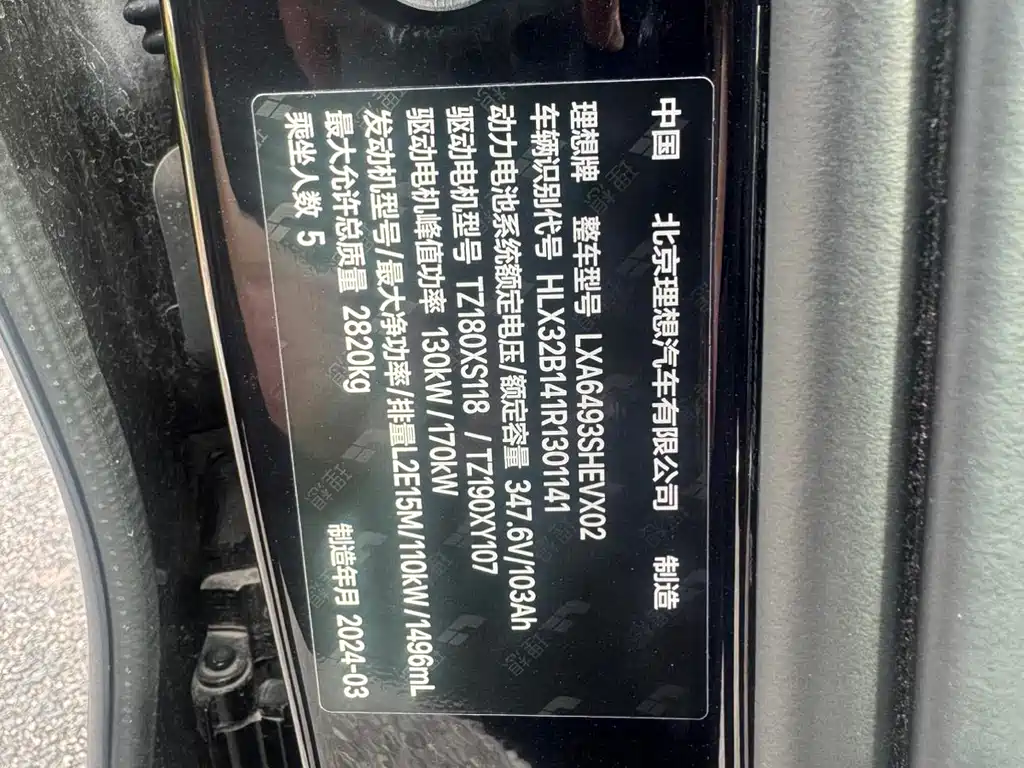 中国 北京理想汽车有限公司 制造
理想牌 整车型号 LXA6493SHEVX02
车辆识别代号 HLX32B141R1301141
动力电池系统额定电压/额定容量 347.6V/103Ah
驱动电机型号 TZ180XS118 / TZ190XY107
驱动电机峰值功率 130kW/170kW
发动机型号/最大净功率/排量L2E15M/110kW/1496mL
最大允许总质量 2820kg 制造年月 2024-03
乘坐人数 5